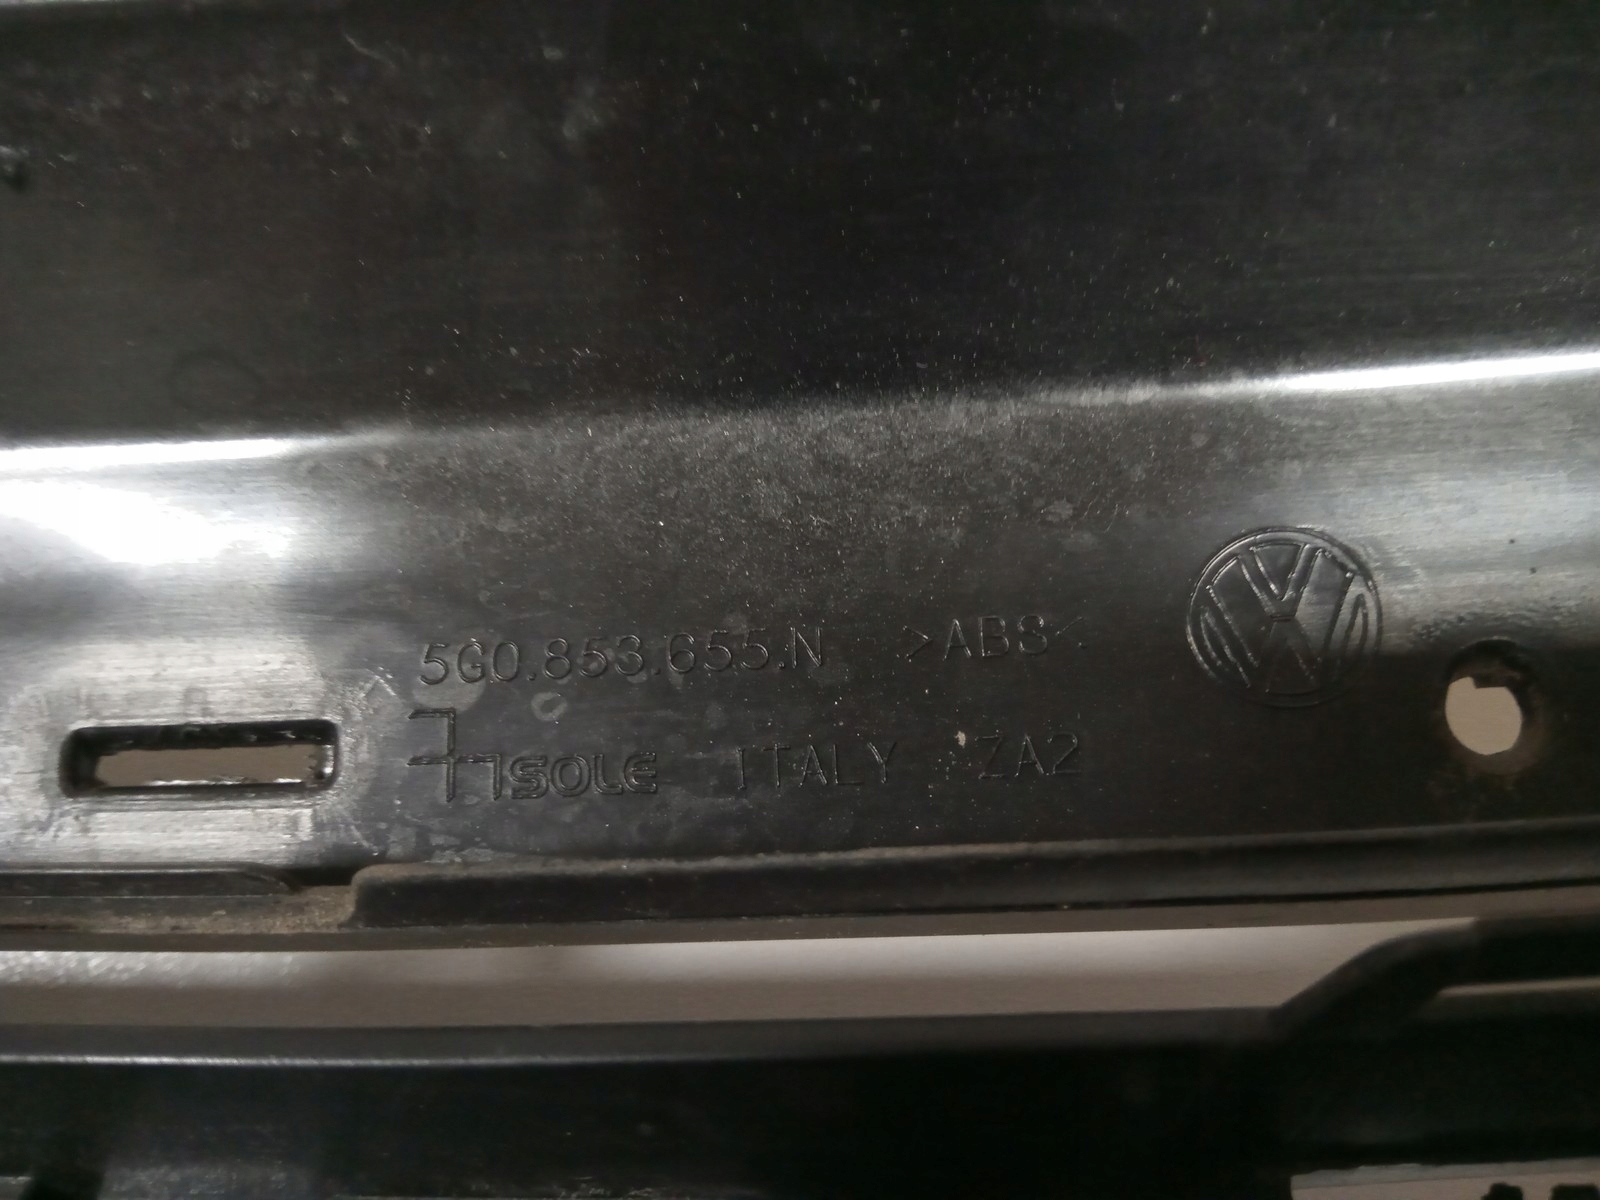 5G0.853.655.N >ABS<
SOLE ITALY ZA2